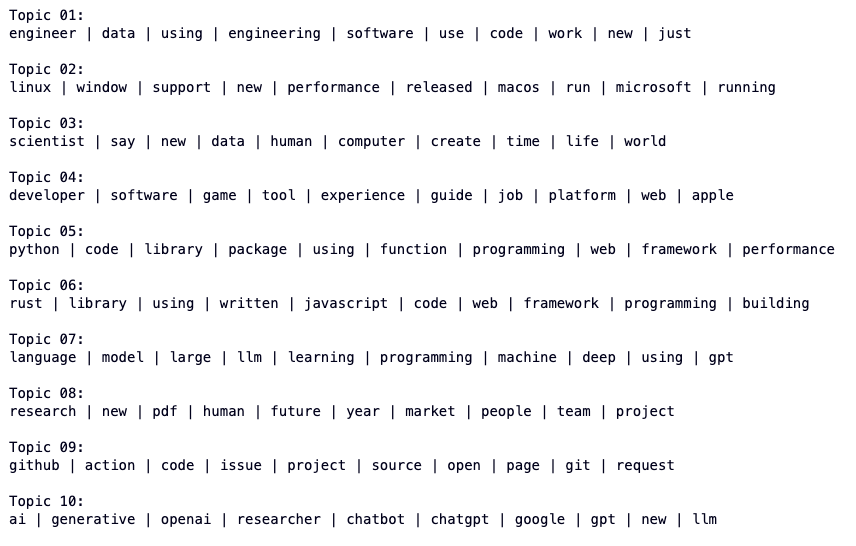 Topic 01:
engineer | data | using | engineering | software | use | code | work | new | just
Topic 02:
linux | window | support | new | performance | released | macos | run | microsoft | running
Topic 03:
scientist | say | new | data | human | computer | create | time | life | world
Topic 04:
developer | software | game | tool | experience | guide | job | platform | web | apple
Topic 05:
python | code | library | package | using | function | programming | web | framework | performance
Topic 06:
rust | library | using | written | javascript | code | web | framework | programming | building
Topic 07:
language | model | large | llm | learning | programming | machine | deep | using | gpt
Topic 08:
research | new | pdf | human | future | year | market | people | team | project
Topic 09:
github | action | code | issue | project | source | open | page | git | request
Topic 10:
ai | generative | openai | researcher | chatbot | chatgpt | google | gpt | new | llm